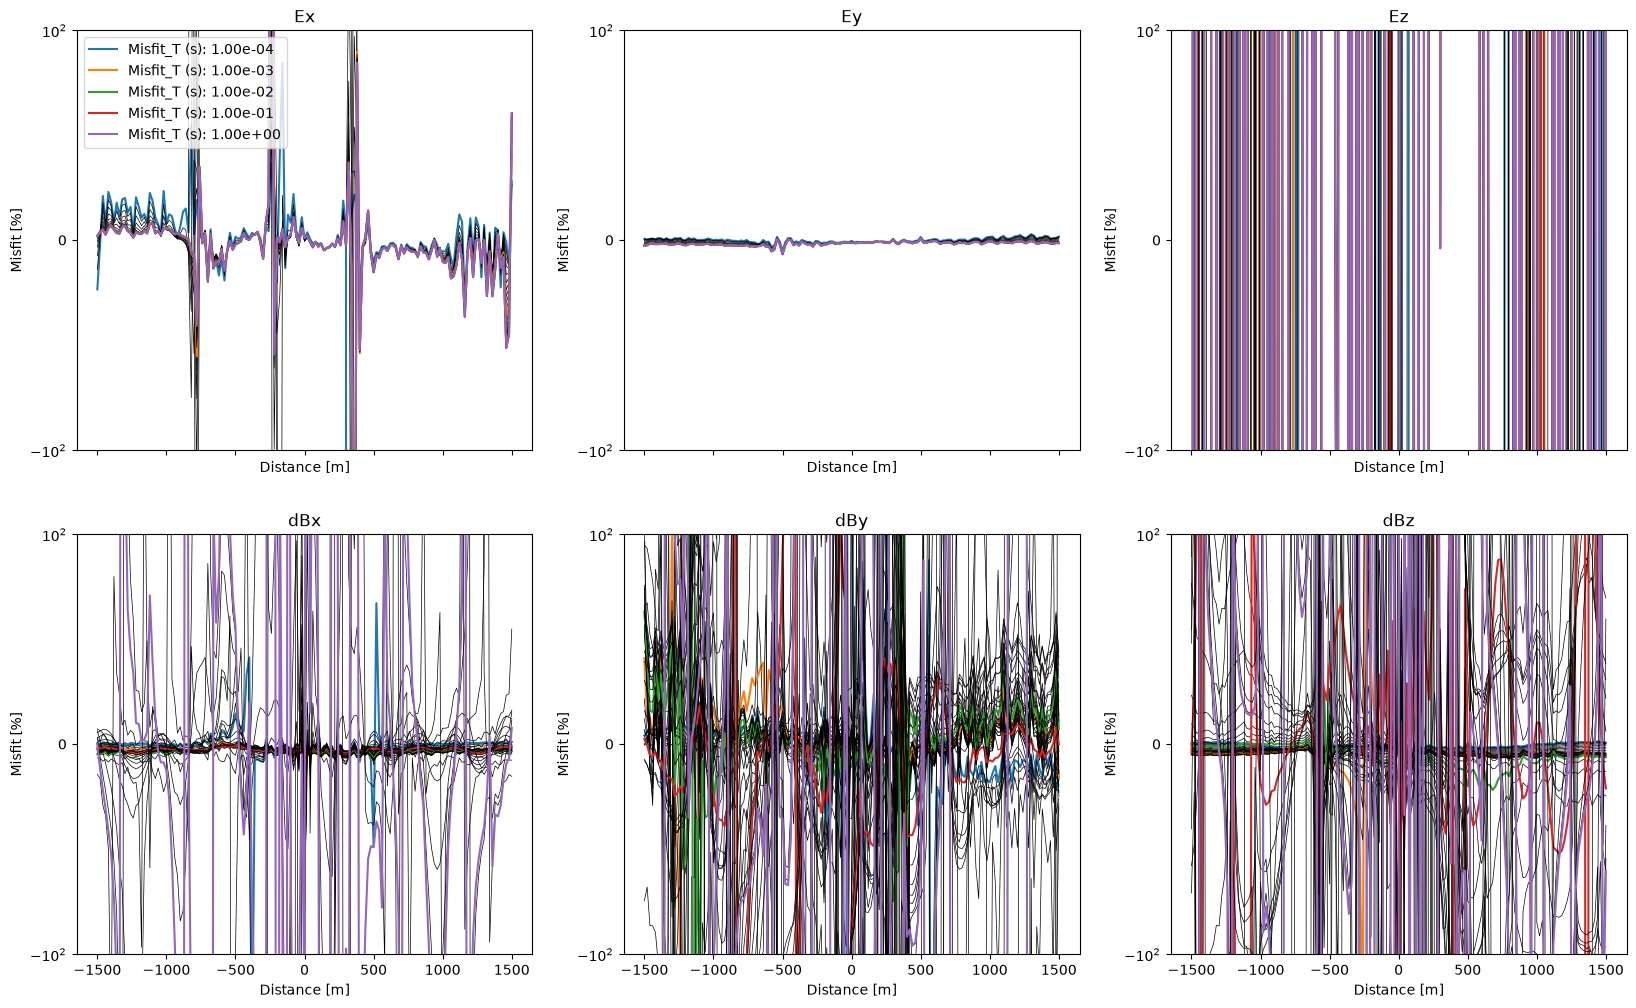 Ex
10²
0
−10²
Misfit [%]
Distance [m]
Misfit_T (s): 1.00e-04
Misfit_T (s): 1.00e-03
Misfit_T (s): 1.00e-02
Misfit_T (s): 1.00e-01
Misfit_T (s): 1.00e+00
Ey
10²
0
−10²
Misfit [%]
Distance [m]
Ez
10²
0
−10²
Misfit [%]
Distance [m]
dBx
10²
0
−10²
Misfit [%]
−1500 −1000 −500 0 500 1000 1500
Distance [m]
dBy
10²
0
−10²
Misfit [%]
−1500 −1000 −500 0 500 1000 1500
Distance [m]
dBz
10²
0
−10²
Misfit [%]
−1500 −1000 −500 0 500 1000 1500
Distance [m]